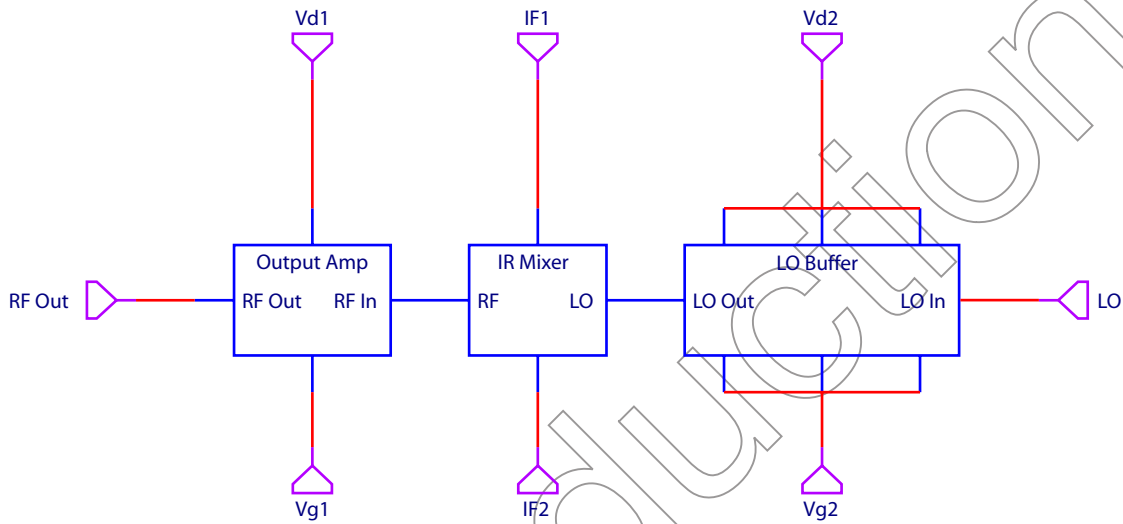 Vd1 IF1 Vd2
Output Amp IR Mixer LO Buffer
RF Out RF Out RF In RF LO LO Out LO In LO
Vg1 IF2 Vg2
duction